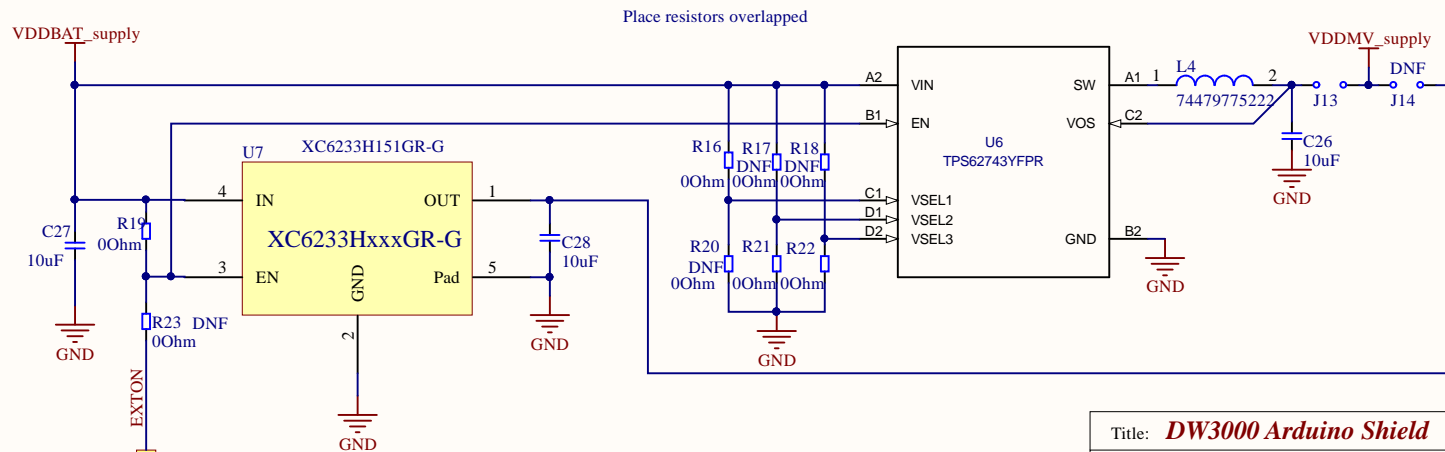 Place resistors overlapped
VDDBAT_supply
VDDMV_supply
A2
VIN
SW
A1
1
L4
2
74479775222
J13
DNF
J14
B1
EN
VOS
C2
U6
TPS62743YFPR
C26
10uF
GND
U7
XC6233H151GR-G
R16
0Ohm
R17
DNF
0Ohm
R18
DNF
0Ohm
4
IN
OUT
1
XC6233HxxxGR-G
C1
VSEL1
D1
VSEL2
D2
VSEL3
GND
B2
GND
C27
10uF
R19
0Ohm
C28
10uF
3
EN
GND
Pad
5
2
R20
DNF
0Ohm
R21
0Ohm
R22
0Ohm
GND
R23 DNF
0Ohm
GND
GND
EXTON
GND
Title: DW3000 Arduino Shield